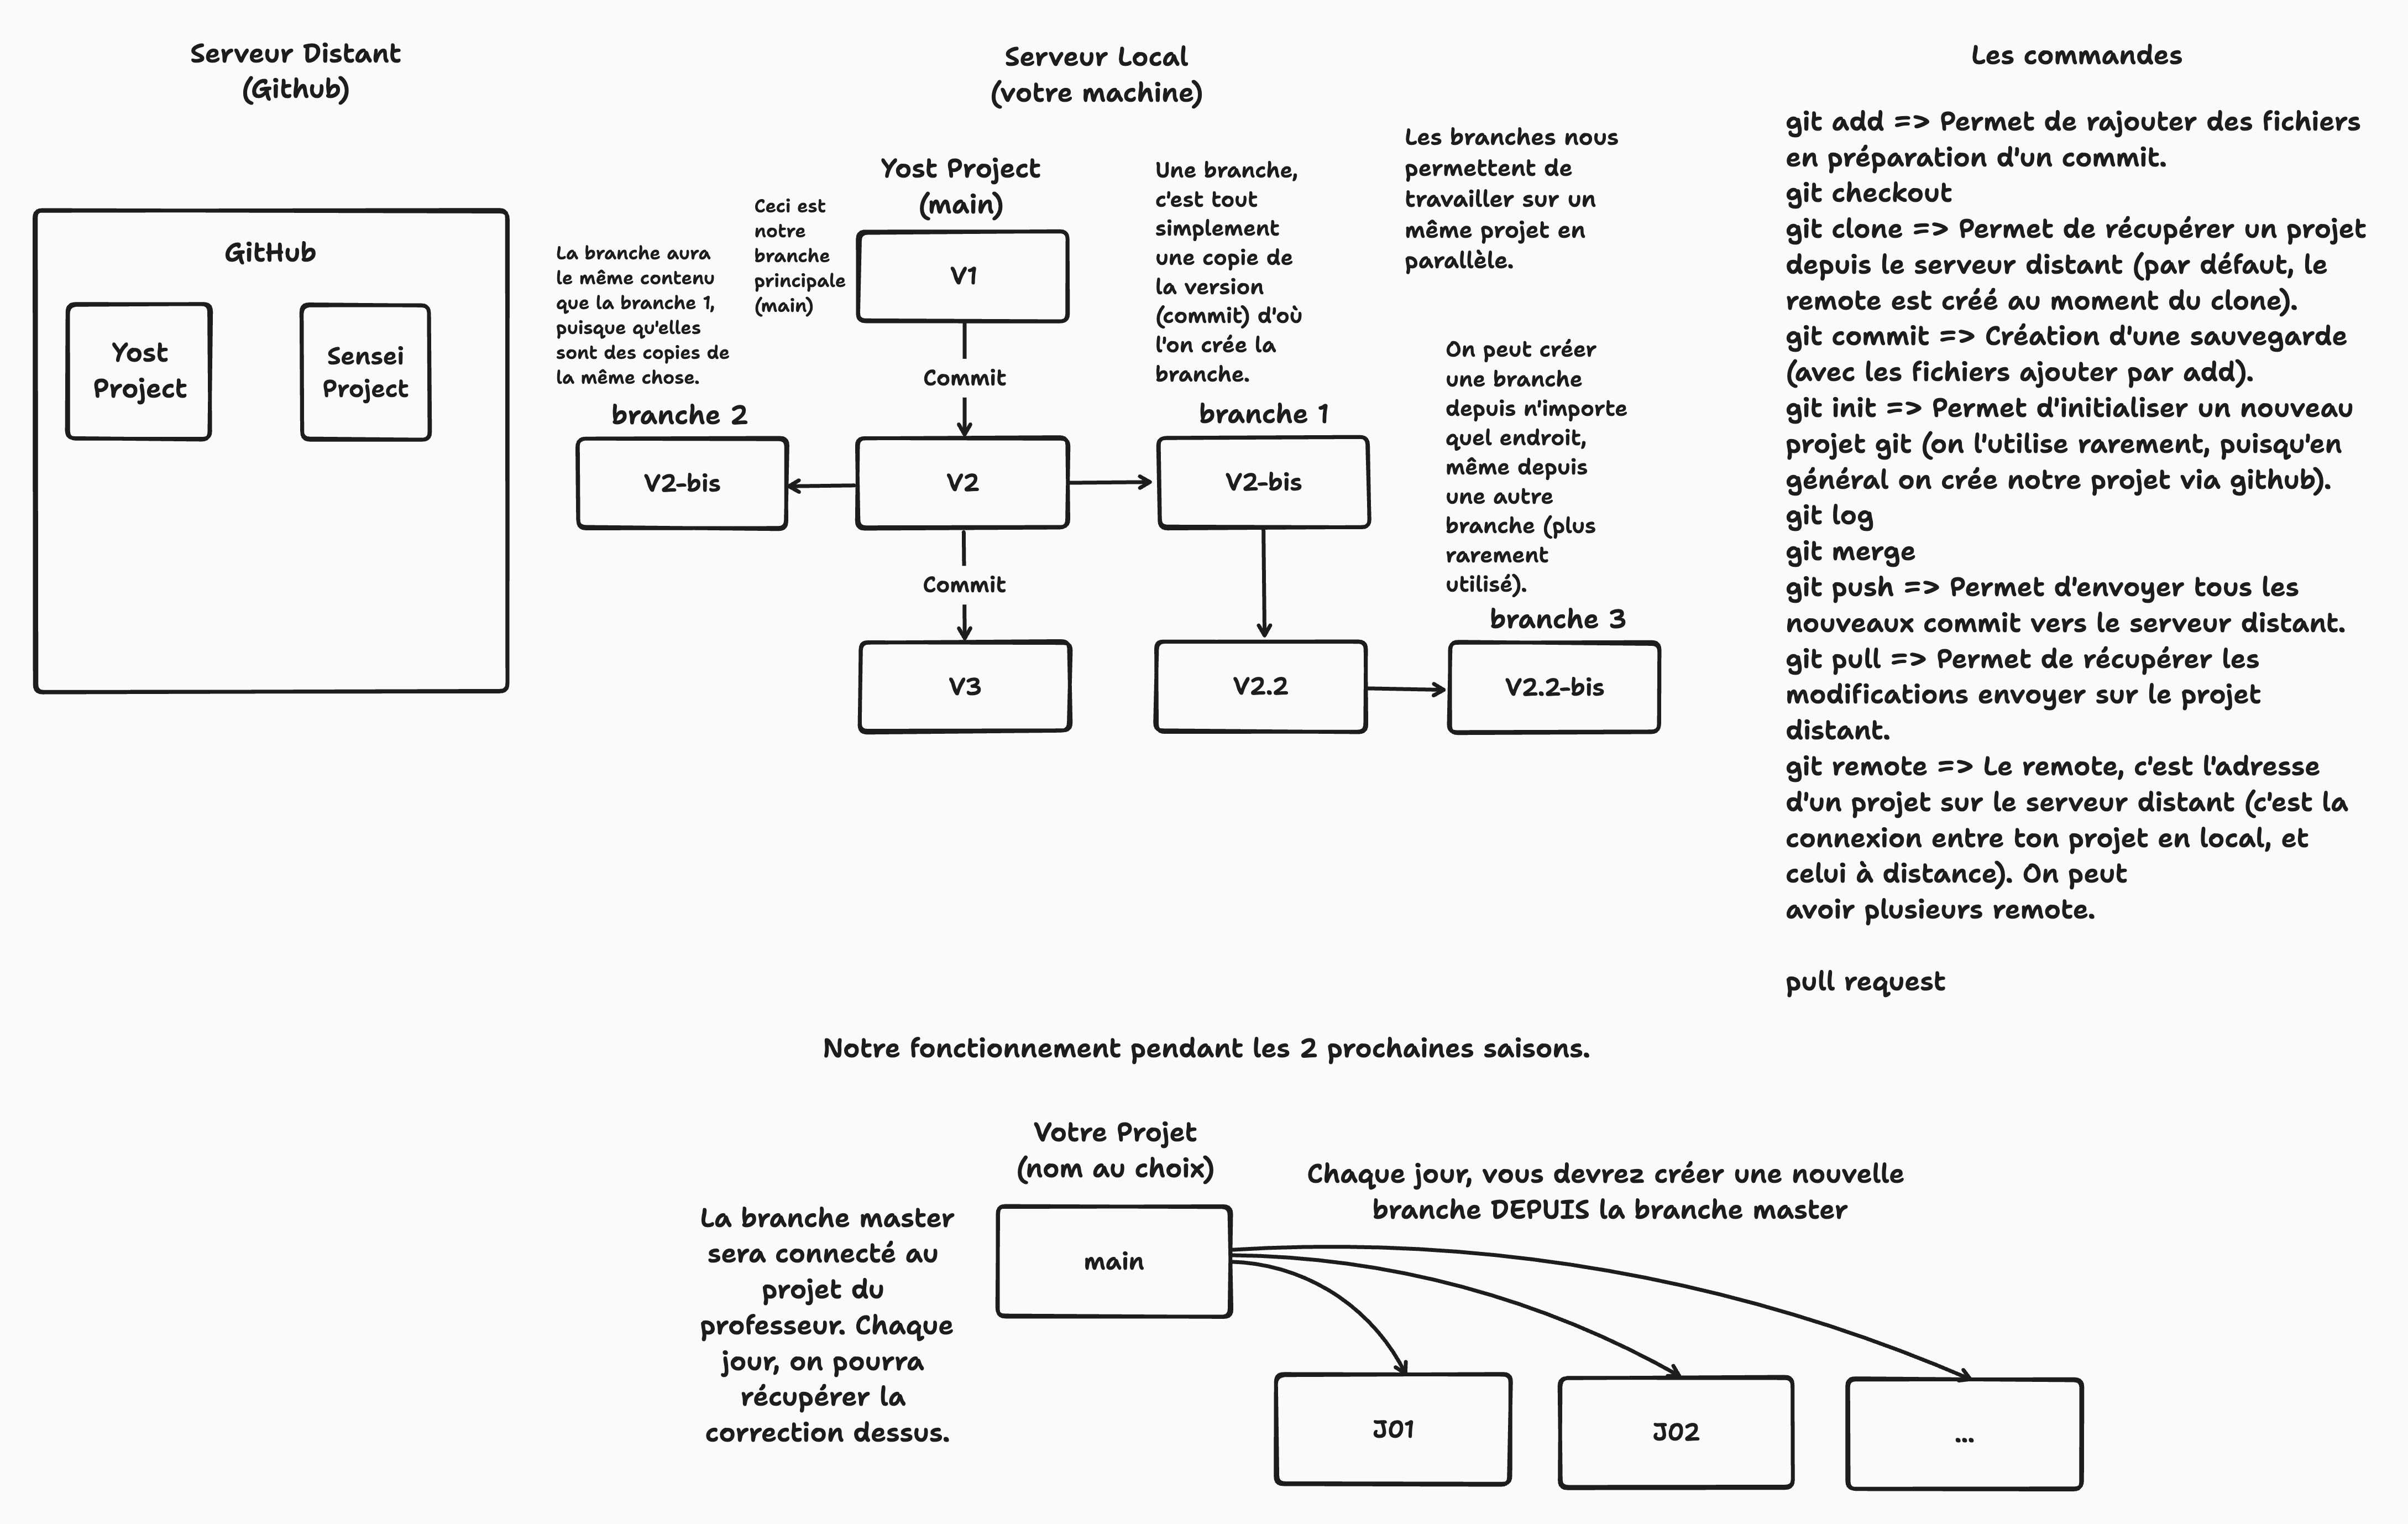 Serveur Distant
(Github)
GitHub
Yost
Project
Sensei
Project
Serveur Local
(votre machine)
La branche aura
le même contenu
que la branche 1,
puisque qu'elles
sont des copies de
la même chose.
Ceci est
notre
branche
principale
(main)
Yost Project
(main)
V1
Commit
V2
Commit
V3
branche 2
V2-bis
Une branche,
c'est tout
simplement
une copie de
la version
(commit) d'où
l'on crée la
branche.
branche 1
V2-bis
V2.2
Les branches nous
permettent de
travailler sur un
même projet en
parallèle.
On peut créer
une branche
depuis n'importe
quel endroit,
même depuis
une autre
branche (plus
rarement
utilisé).
branche 3
V2.2-bis
Les commandes
git add => Permet de rajouter des fichiers
en préparation d'un commit.
git checkout
git clone => Permet de récupérer un projet
depuis le serveur distant (par défaut, le
remote est créé au moment du clone).
git commit => Création d'une sauvegarde
(avec les fichiers ajouter par add).
git init => Permet d'initialiser un nouveau
projet git (on l'utilise rarement, puisqu'en
général on crée notre projet via github).
git log
git merge
git push => Permet d'envoyer tous les
nouveaux commit vers le serveur distant.
git pull => Permet de récupérer les
modifications envoyer sur le projet
distant.
git remote => Le remote, c'est l'adresse
d'un projet sur le serveur distant (c'est la
connexion entre ton projet en local, et
celui à distance). On peut
avoir plusieurs remote.
pull request
Notre fonctionnement pendant les 2 prochaines saisons.
La branche master
sera connecté au
projet du
professeur. Chaque
jour, on pourra
récupérer la
correction dessus.
Votre Projet
(nom au choix)
main
Chaque jour, vous devrez créer une nouvelle
branche DEPUIS la branche master
J01
J02
...